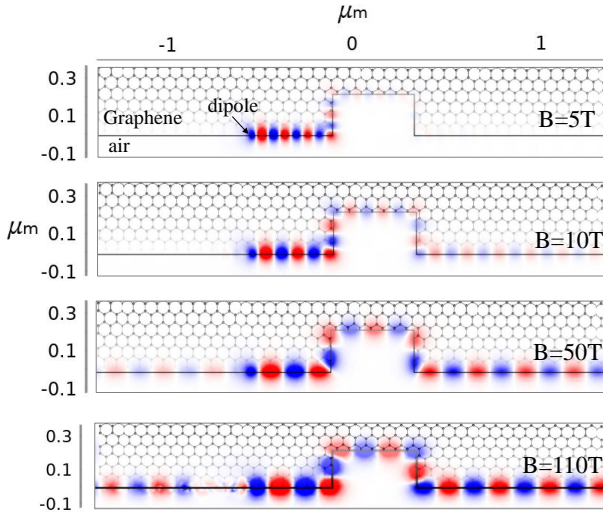 μm
-1 0 1
0.3
0.1
-0.1
Graphene
air
dipole
B=5T
0.3
0.1
-0.1
B=10T
μm
0.3
0.1
-0.1
B=50T
0.3
0.1
-0.1
B=110T